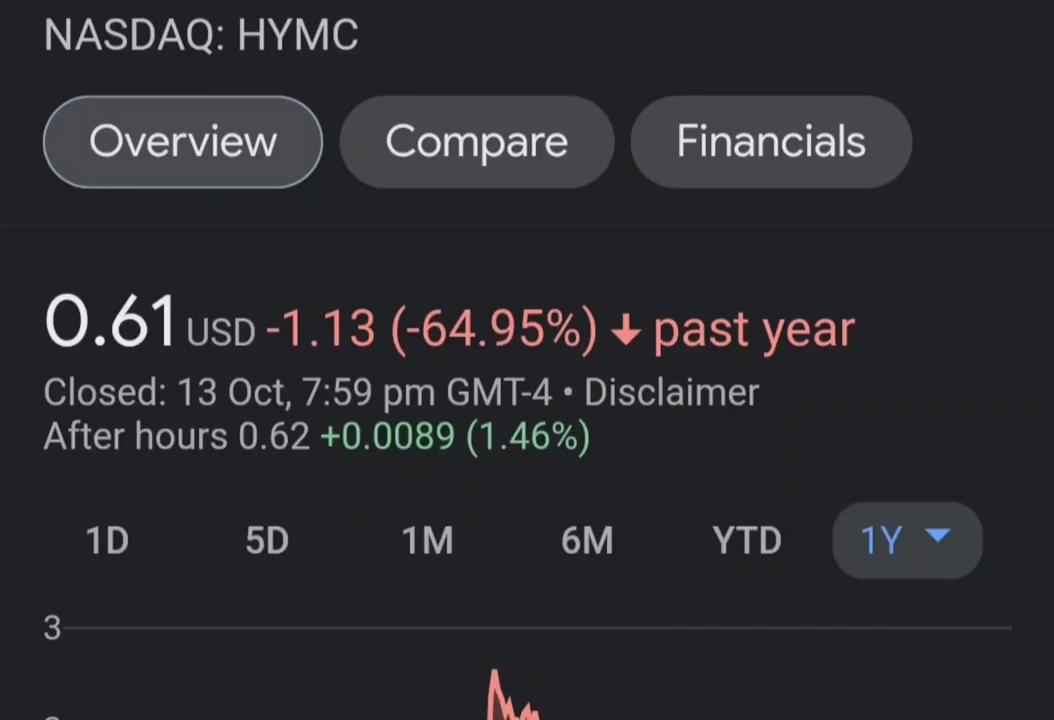 NASDAQ: HYMC
Overview Compare Financials
0.61 USD -1.13 (-64.95%) ↓ past year
Closed: 13 Oct, 7:59 pm GMT-4 • Disclaimer
After hours 0.62 +0.0089 (1.46%)
1D 5D 1M 6M YTD 1Y
3